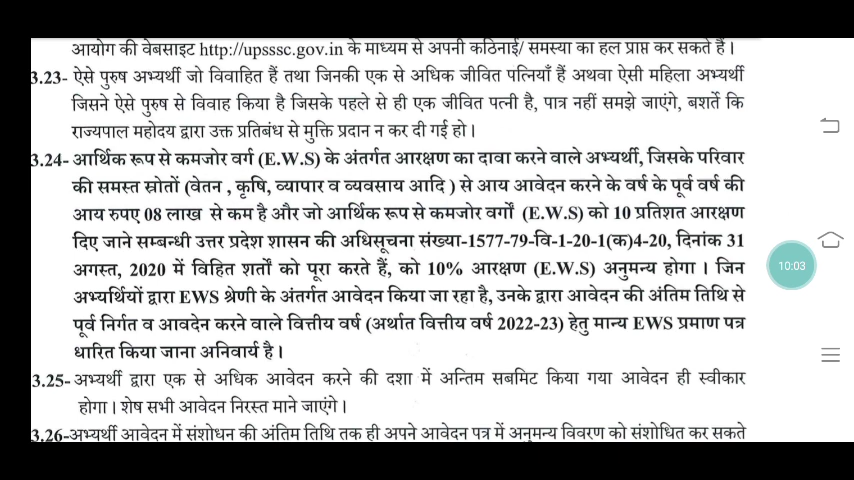 आयोग की वेबसाइट http://upsssc.gov.in के माध्यम से अपनी कठिनाई/ समस्या का हल प्राप्त कर सकते हैं।
3.23- ऐसे पुरुष अभ्यर्थी जो विवाहित हैं तथा जिनकी एक से अधिक जीवित पत्नियाँ हैं अथवा ऐसी महिला अभ्यर्थी
जिसने ऐसे पुरुष से विवाह किया है जिसके पहले से ही एक जीवित पत्नी है, पात्र नहीं समझे जाएंगे, बशर्ते कि
राज्यपाल महोदय द्वारा उक्त प्रतिबंध से मुक्ति प्रदान न कर दी गई हो।
3.24- आर्थिक रूप से कमजोर वर्ग (E.W.S) के अंतर्गत आरक्षण का दावा करने वाले अभ्यर्थी, जिसके परिवार
की समस्त स्रोतों (वेतन , कृषि, व्यापार व व्यवसाय आदि ) से आय आवेदन करने के वर्ष के पूर्व वर्ष की
आय रुपए 08 लाख से कम है और जो आर्थिक रूप से कमजोर वर्गों (E.W.S) को 10 प्रतिशत आरक्षण
दिए जाने सम्बन्धी उत्तर प्रदेश शासन की अधिसूचना संख्या-1577-79-वि-1-20-1(क)4-20, दिनांक 31
अगस्त, 2020 में विहित शर्तों को पूरा करते हैं, को 10% आरक्षण (E.W.S) अनुमन्य होगा । जिन
10:03
अभ्यर्थियों द्वारा EWS श्रेणी के अंतर्गत आवेदन किया जा रहा है, उनके द्वारा आवेदन की अंतिम तिथि से
पूर्व निर्गत व आवदेन करने वाले वित्तीय वर्ष (अर्थात वित्तीय वर्ष 2022-23) हेतु मान्य EWS प्रमाण पत्र
धारित किया जाना अनिवार्य है।
3.25- अभ्यर्थी द्वारा एक से अधिक आवेदन करने की दशा में अन्तिम सबमिट किया गया आवेदन ही स्वीकार
होगा। शेष सभी आवेदन निरस्त माने जाएंगे।
3.26-अभ्यर्थी आवेदन में संशोधन की अंतिम तिथि तक ही अपने आवेदन पत्र में अनुमन्य विवरण को संशोधित कर सकते